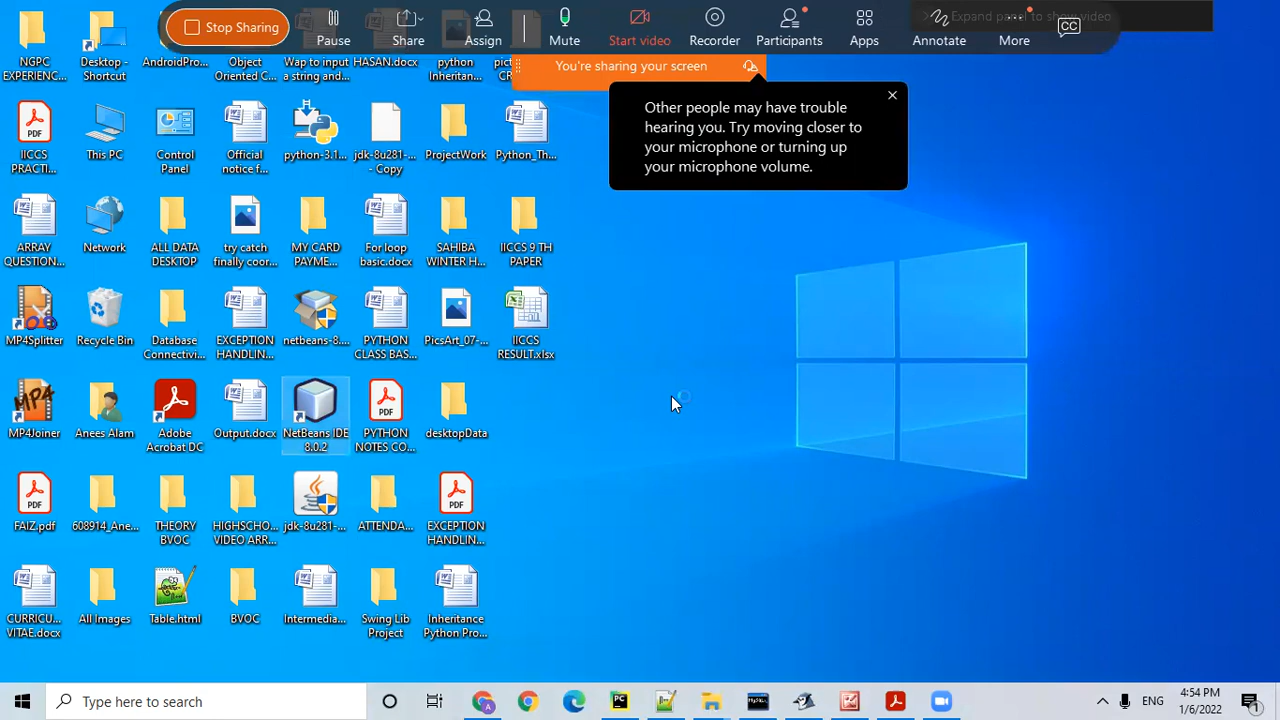 Stop Sharing
Pause
Share
Assign
Mute
Start video
Recorder
Participants
Apps
Annotate
More
Expand panel to show video
CC
You're sharing your screen
Other people may have trouble
hearing you. Try moving closer to
your microphone or turning up
your microphone volume.
NGPC
EXPERIENC...
Desktop -
Shortcut
AndroidPro...
Object
Oriented C...
Wap to input
a string and...
HASAN.docx
python
Inheritan...
IICCS
PRACTI...
This PC
Control
Panel
Official
notice f...
python-3.1...
jdk-8u281-...
- Copy
ProjectWork
Python_Th...
ARRAY
QUESTION...
Network
ALL DATA
DESKTOP
try catch
finally coor...
MY CARD
PAYME...
For loop
basic.docx
SAHIBA
WINTER H...
IICCS 9 TH
PAPER
MP4Splitter
Recycle Bin
Database
Connectivi...
EXCEPTION
HANDLIN...
netbeans-8....
PYTHON
CLASS BAS...
PicsArt_07-...
IICCS
RESULT.xlsx
MP4Joiner
Anees Alam
Adobe
Acrobat DC
Output.docx
NetBeans IDE
8.0.2
PYTHON
NOTES CO...
desktopData
FAIZ.pdf
608914_Ane...
THEORY
BVOC
HIGHSCHO...
VIDEO ARR...
jdk-8u281-...
ATTENDA...
EXCEPTION
HANDLIN...
CURRICU...
VITAE.docx
All Images
Table.html
BVOC
Intermedia...
Swing Lib
Project
Inheritance
Python Pro...
Type here to search
ENG
4:54 PM
1/6/2022